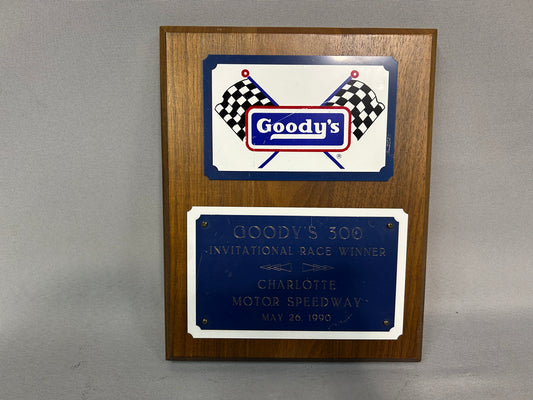 Goody's
®
GOODY'S 300
INVITATIONAL RACE WINNER
CHARLOTTE
MOTOR SPEEDWAY
MAY 26, 1990